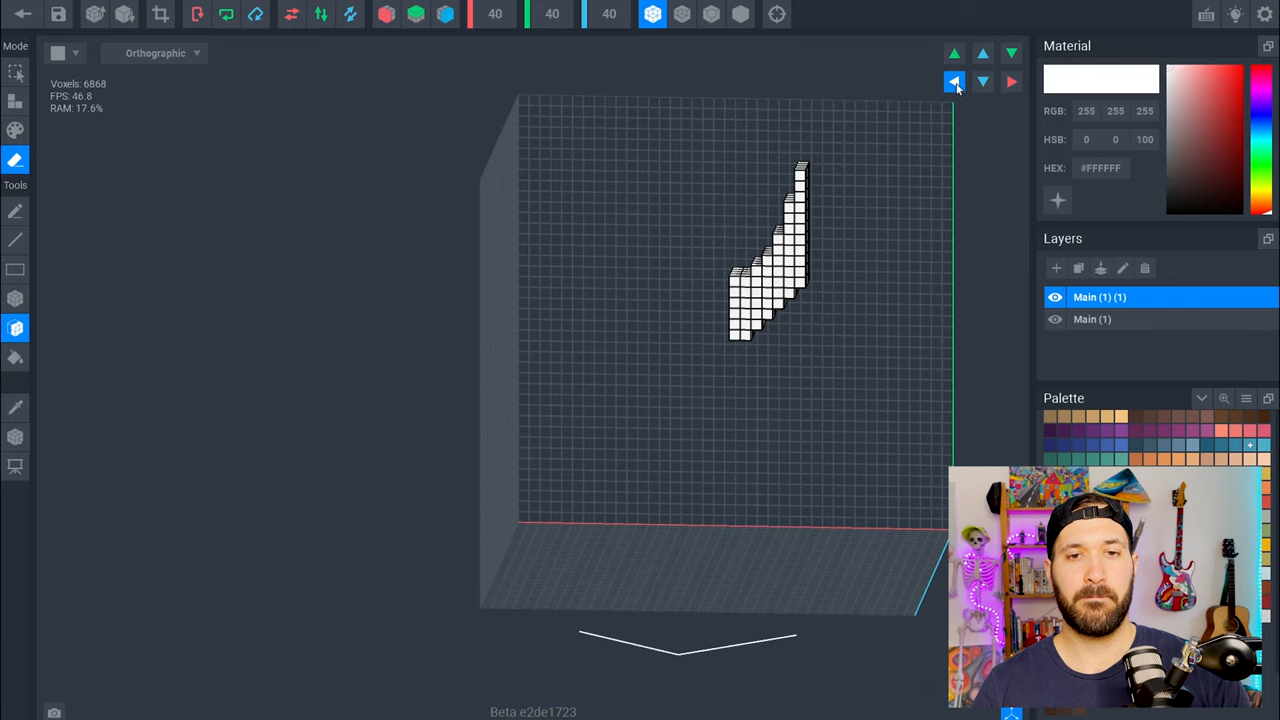 40
40
40
Mode
Orthographic
Voxels: 6868
FPS: 46.8
RAM: 17.6%
Tools
Material
RGB: 255 255 255
HSB: 0 0 100
HEX: #FFFFFF
Layers
Main (1) (1)
Main (1)
Palette
Beta e2de1723